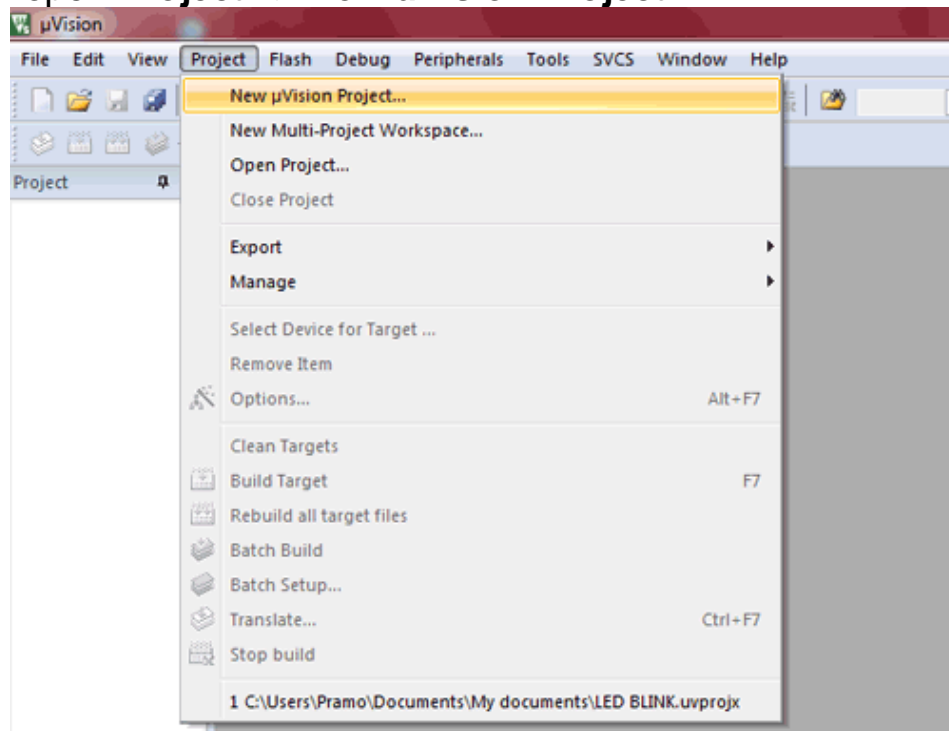 µVision
File Edit View Project Flash Debug Peripherals Tools SVCS Window Help
New µVision Project...
New Multi-Project Workspace...
Project
Open Project...
Close Project
Export
Manage
Select Device for Target ...
Remove Item
Options... Alt+F7
Clean Targets
Build Target F7
Rebuild all target files
Batch Build
Batch Setup...
Translate... Ctrl+F7
Stop build
1 C:\Users\Pramo\Documents\My documents\LED BLINK.uvprojx